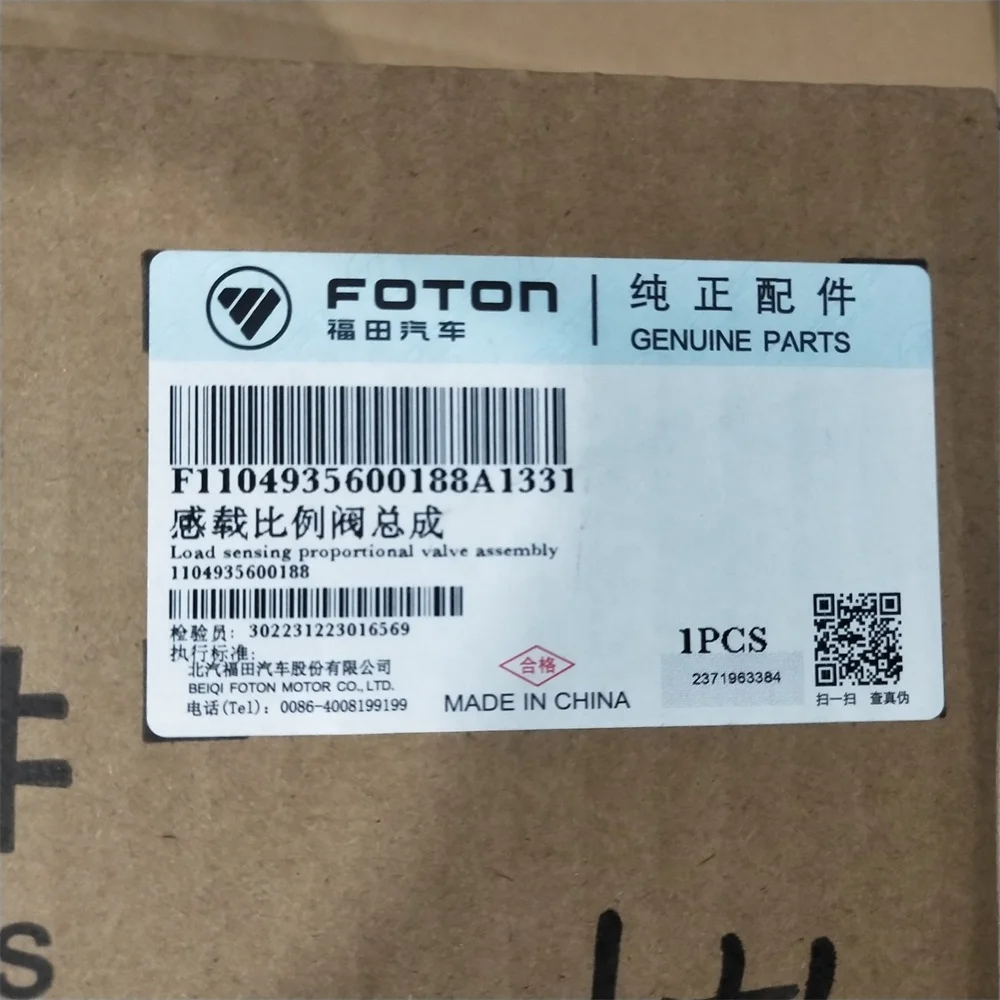 FOTON
福田汽车
纯正配件
GENUINE PARTS
F1104935600188A1331
感载比例阀总成
Load sensing proportional valve assembly
1104935600188
检验员: 302231223016569
执行标准:
北汽福田汽车股份有限公司
BEIQI FOTON MOTOR CO., LTD.
电话(Tel): 0086-4008199199
合格
MADE IN CHINA
1PCS
2371963384
扫一扫 查真伪